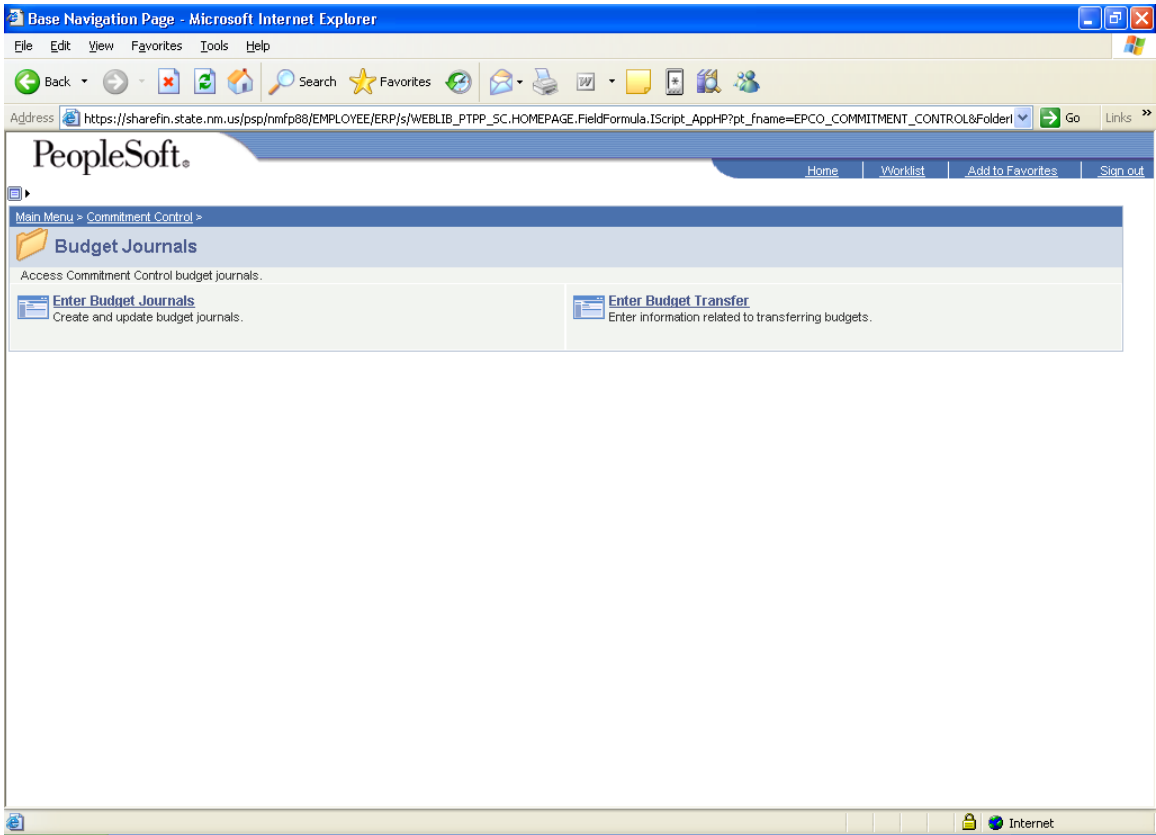 Base Navigation Page - Microsoft Internet Explorer
File Edit View Favorites Tools Help
Back Search Favorites
Address https://sharefin.state.nm.us/psp/nmfp88/EMPLOYEE/ERP/s/WEBLIB_PTPP_SC.HOMEPAGE.FieldFormula.IScript_AppHP?pt_fname=EPCO_COMMITMENT_CONTROL&FolderI Go Links »
PeopleSoft®
Home Worklist Add to Favorites Sign out
Main Menu > Commitment Control >
Budget Journals
Access Commitment Control budget journals.
Enter Budget Journals Enter Budget Transfer
Create and update budget journals. Enter information related to transferring budgets.
Internet